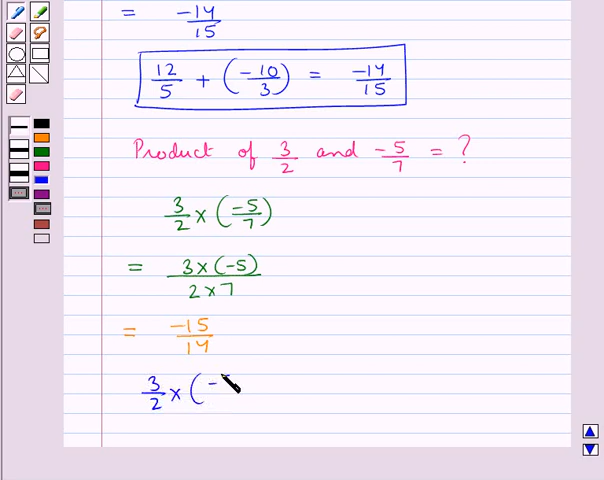 = -14/15
12/5 + (-10/3) = -14/15
Product of 3/2 and -5/7 = ?
3/2 × (-5/7)
= 3×(-5)/2×7
= -15/14
3/2 × (-